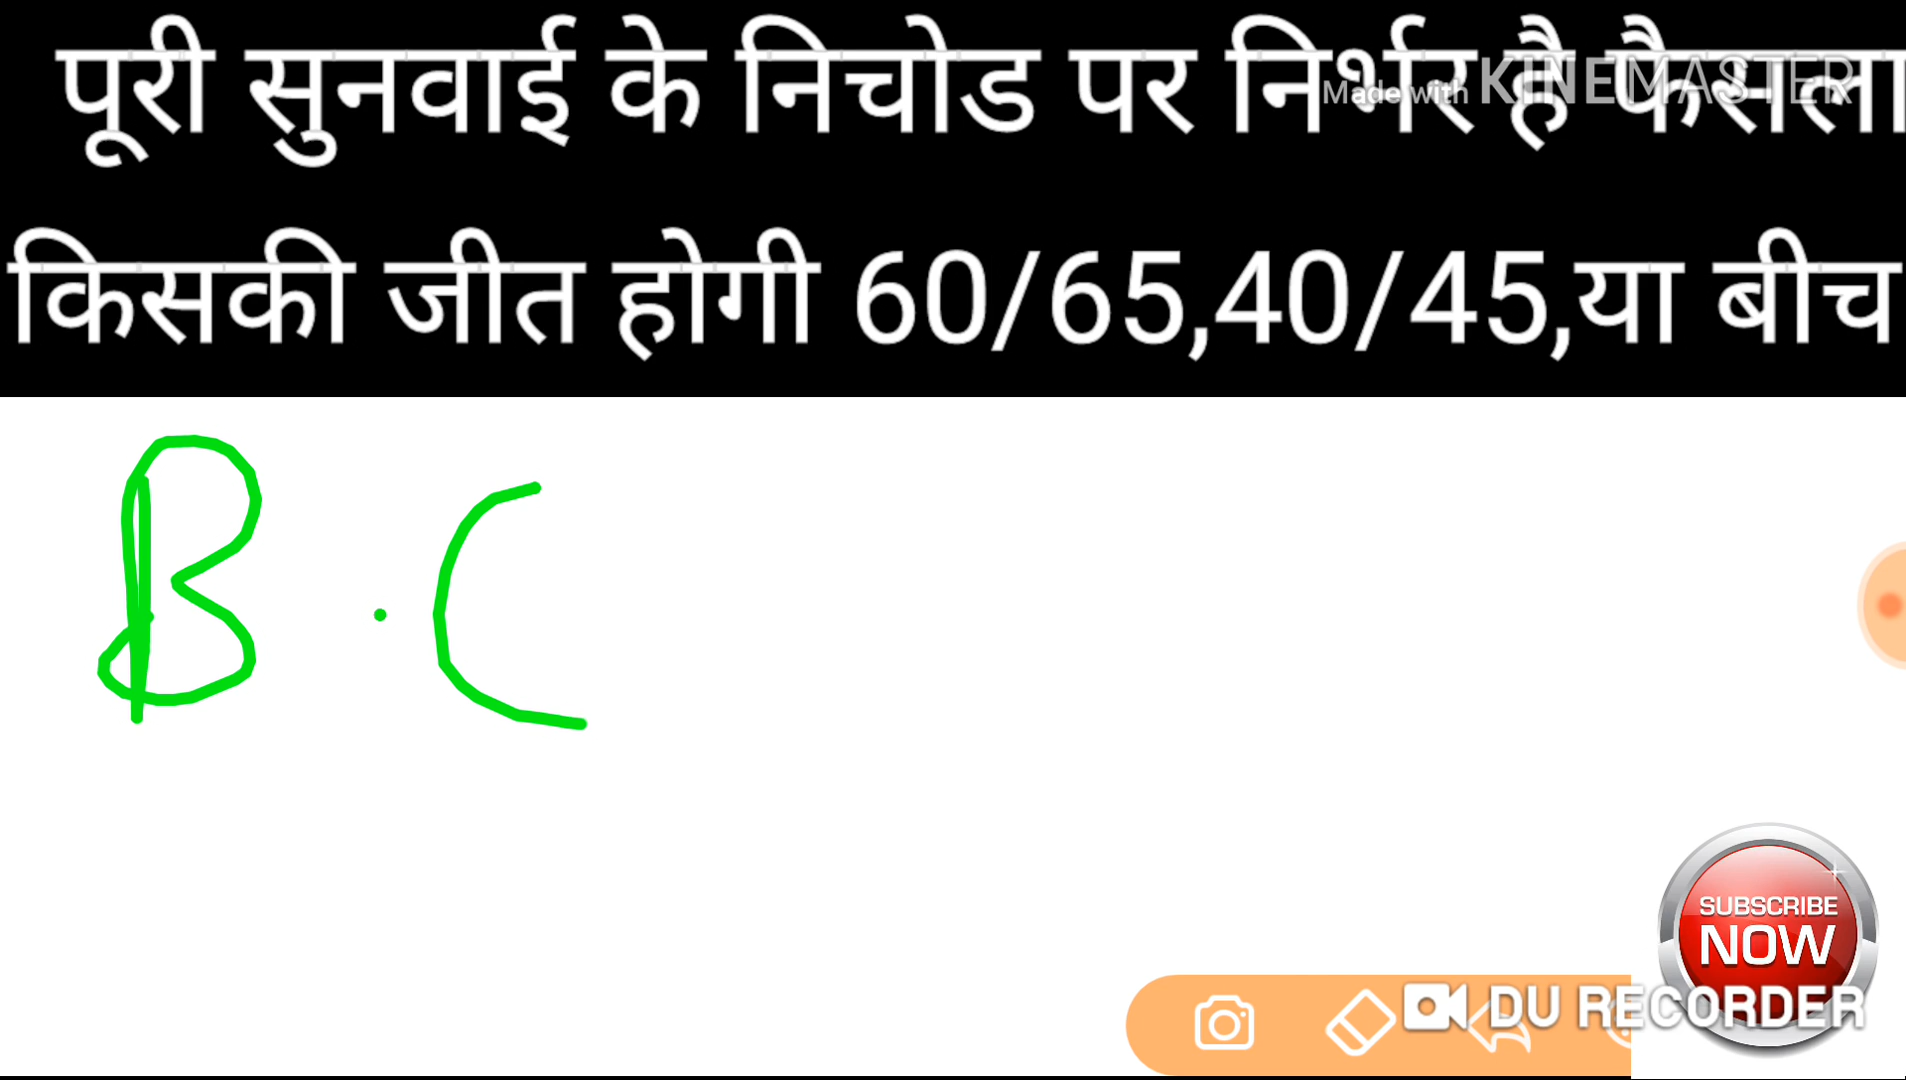 पूरी सुनवाई के निचोड पर निर्भर है फैसला
Made with KINEMASTER
किसकी जीत होगी 60/65,40/45,या बीच
B . C
SUBSCRIBE
NOW
DU RECORDER